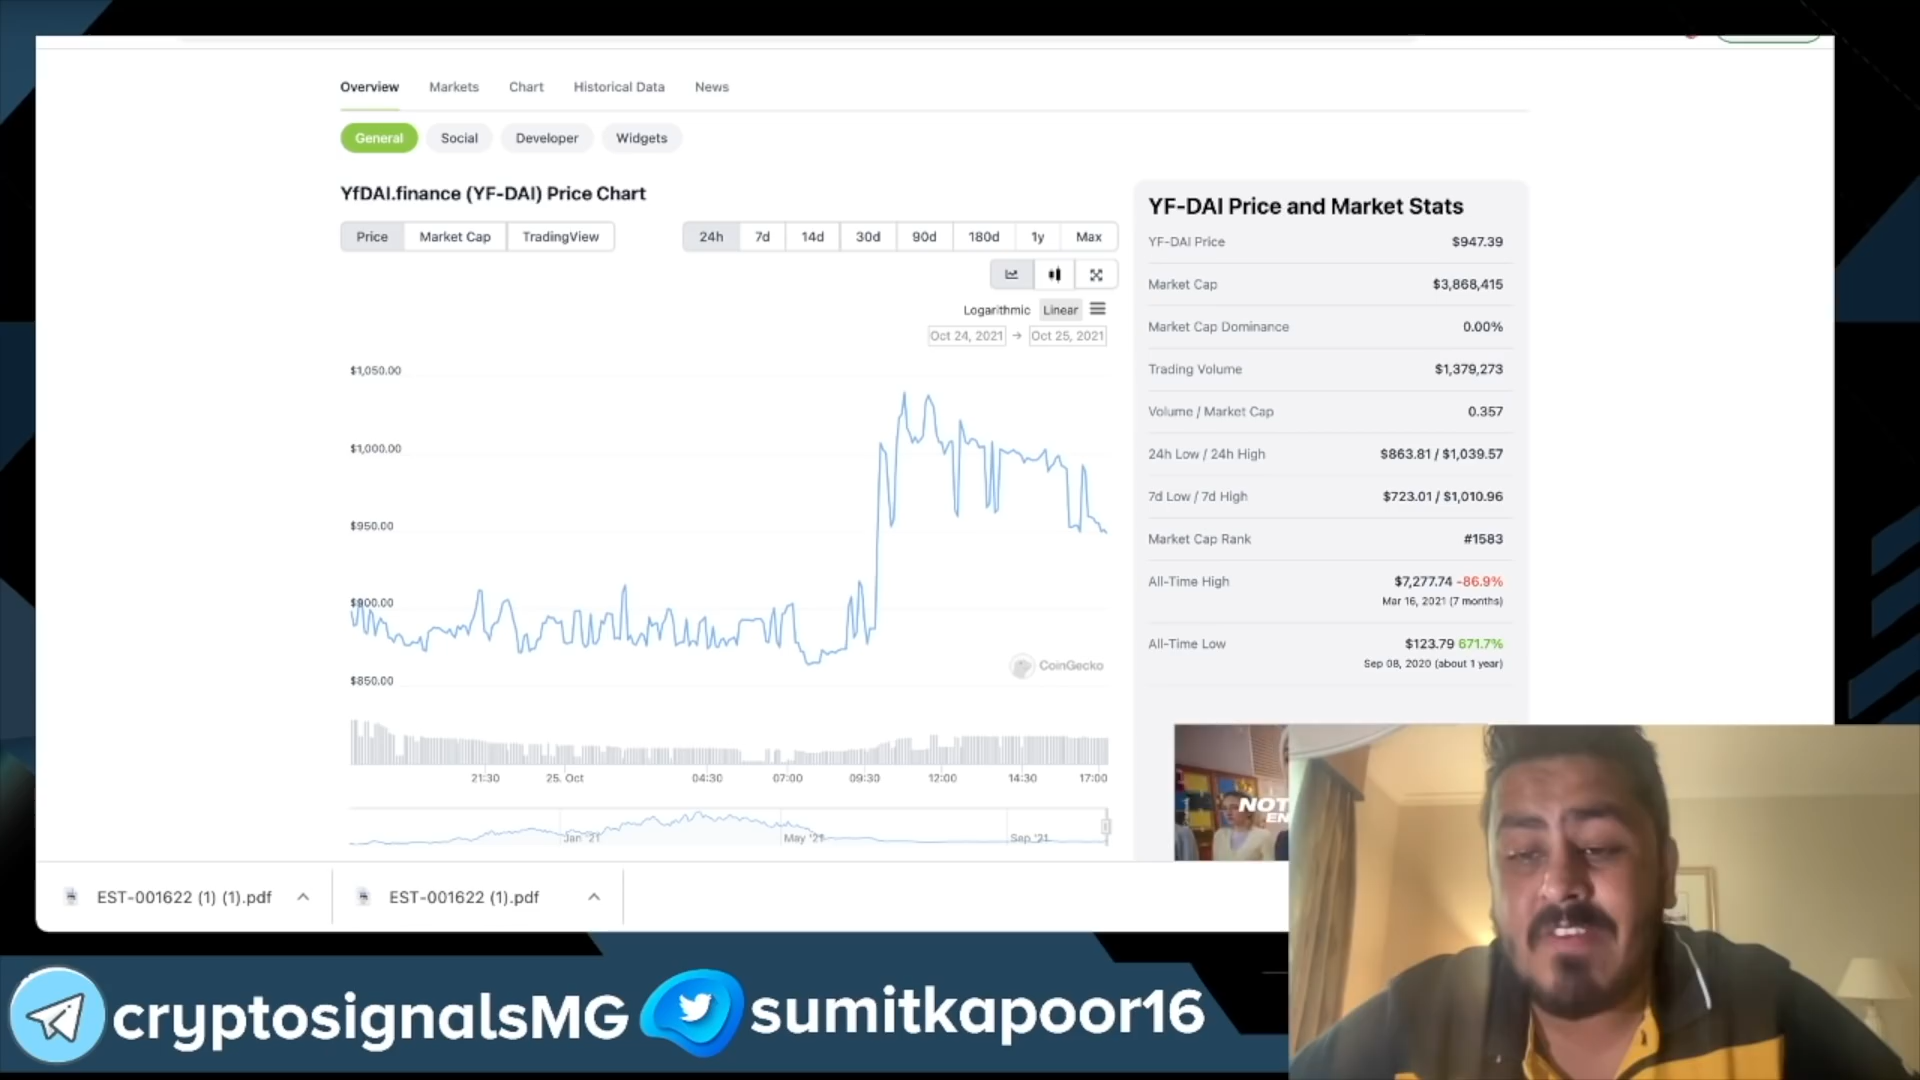 Overview Markets Chart Historical Data News
General Social Developer Widgets
YfDAI.finance (YF-DAI) Price Chart
Price Market Cap TradingView
24h 7d 14d 30d 90d 180d 1y Max
Logarithmic Linear
Oct 24, 2021 → Oct 25, 2021
$1,050.00
$1,000.00
$950.00
$900.00
$850.00
CoinGecko
21:30 25. Oct 04:30 07:00 09:30 12:00 14:30 17:00
Jan '21 May '21 Sep '21
YF-DAI Price and Market Stats
YF-DAI Price $947.39
Market Cap $3,868,415
Market Cap Dominance 0.00%
Trading Volume $1,379,273
Volume / Market Cap 0.357
24h Low / 24h High $863.81 / $1,039.57
7d Low / 7d High $723.01 / $1,010.96
Market Cap Rank #1583
All-Time High $7,277.74 -86.9%
Mar 16, 2021 (7 months)
All-Time Low $123.79 671.7%
Sep 08, 2020 (about 1 year)
NOT
EN
EST-001622 (1) (1).pdf EST-001622 (1).pdf
cryptosignalsMG sumitkapoor16